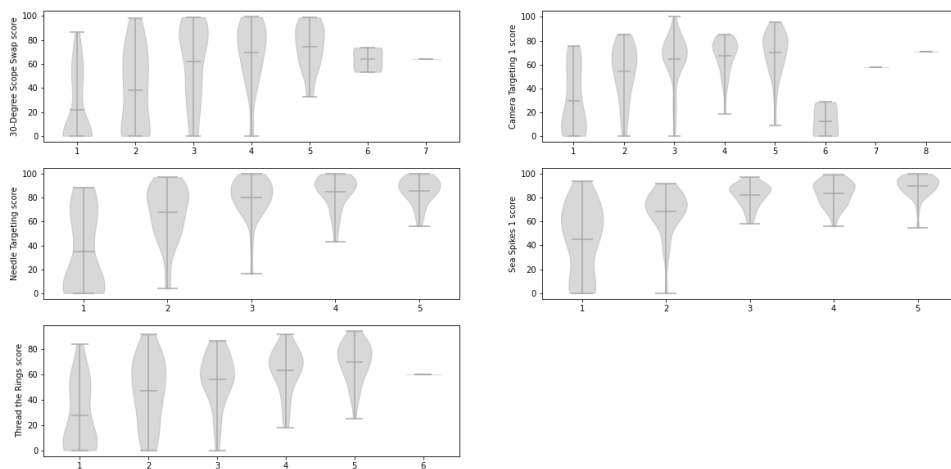 30-Degree Scope Swap score
100
80
60
40
20
0
1 2 3 4 5 6 7
Camera Targeting 1 score
100
80
60
40
20
0
1 2 3 4 5 6 7 8
Needle Targeting score
100
80
60
40
20
0
1 2 3 4 5
Sea Spikes 1 score
100
80
60
40
20
0
1 2 3 4 5
Thread the Rings score
80
60
40
20
0
1 2 3 4 5 6